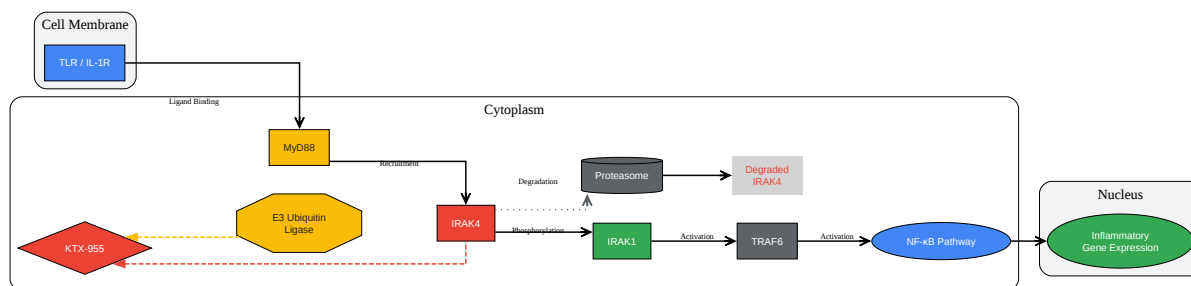 Cell Membrane
TLR / IL-1R
Ligand Binding
Cytoplasm
MyD88
Recruitment
Proteasome
Degraded
IRAK4
Degradation
E3 Ubiquitin
Ligase
IRAK4
Phosphorylation
KTX-955
IRAK1
Activation
TRAF6
Activation
NF-κB Pathway
Nucleus
Inflammatory
Gene Expression